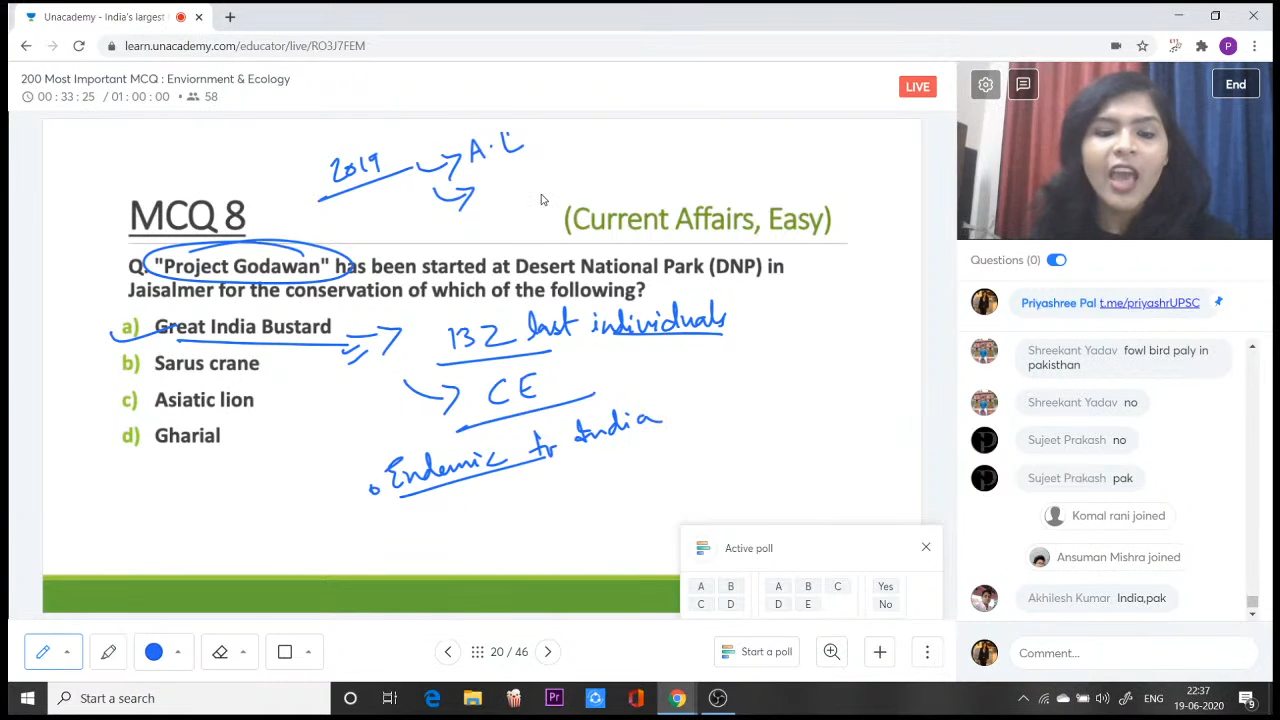 Unacademy - India's largest
learn.unacademy.com/educator/live/RO3J7FEM
P
200 Most Important MCQ : Enviornment & Ecology
00 : 33 : 25 / 01 : 00 : 00 • 58
LIVE
End
2019
MCQ 8
(Current Affairs, Easy)
Q. "Project Godawan" has been started at Desert National Park (DNP) in
Jaisalmer for the conservation of which of the following?
a) Great India Bustard
b) Sarus crane
c) Asiatic lion
d) Gharial
132 last individuals
CE
Endemic to India
Questions (0)
Priyashree Pal t.me/priyashrUPSC
Shreekant Yadav fowl bird paly in
pakisthan
Shreekant Yadav no
Sujeet Prakash no
Sujeet Prakash pak
Komal rani joined
Ansuman Mishra joined
Akhilesh Kumar India,pak
Comment...
Active poll
A B A B C Yes
C D D E No
20 / 46
Start a poll
Start a search
Pr
ENG
22:37
19-06-2020
9